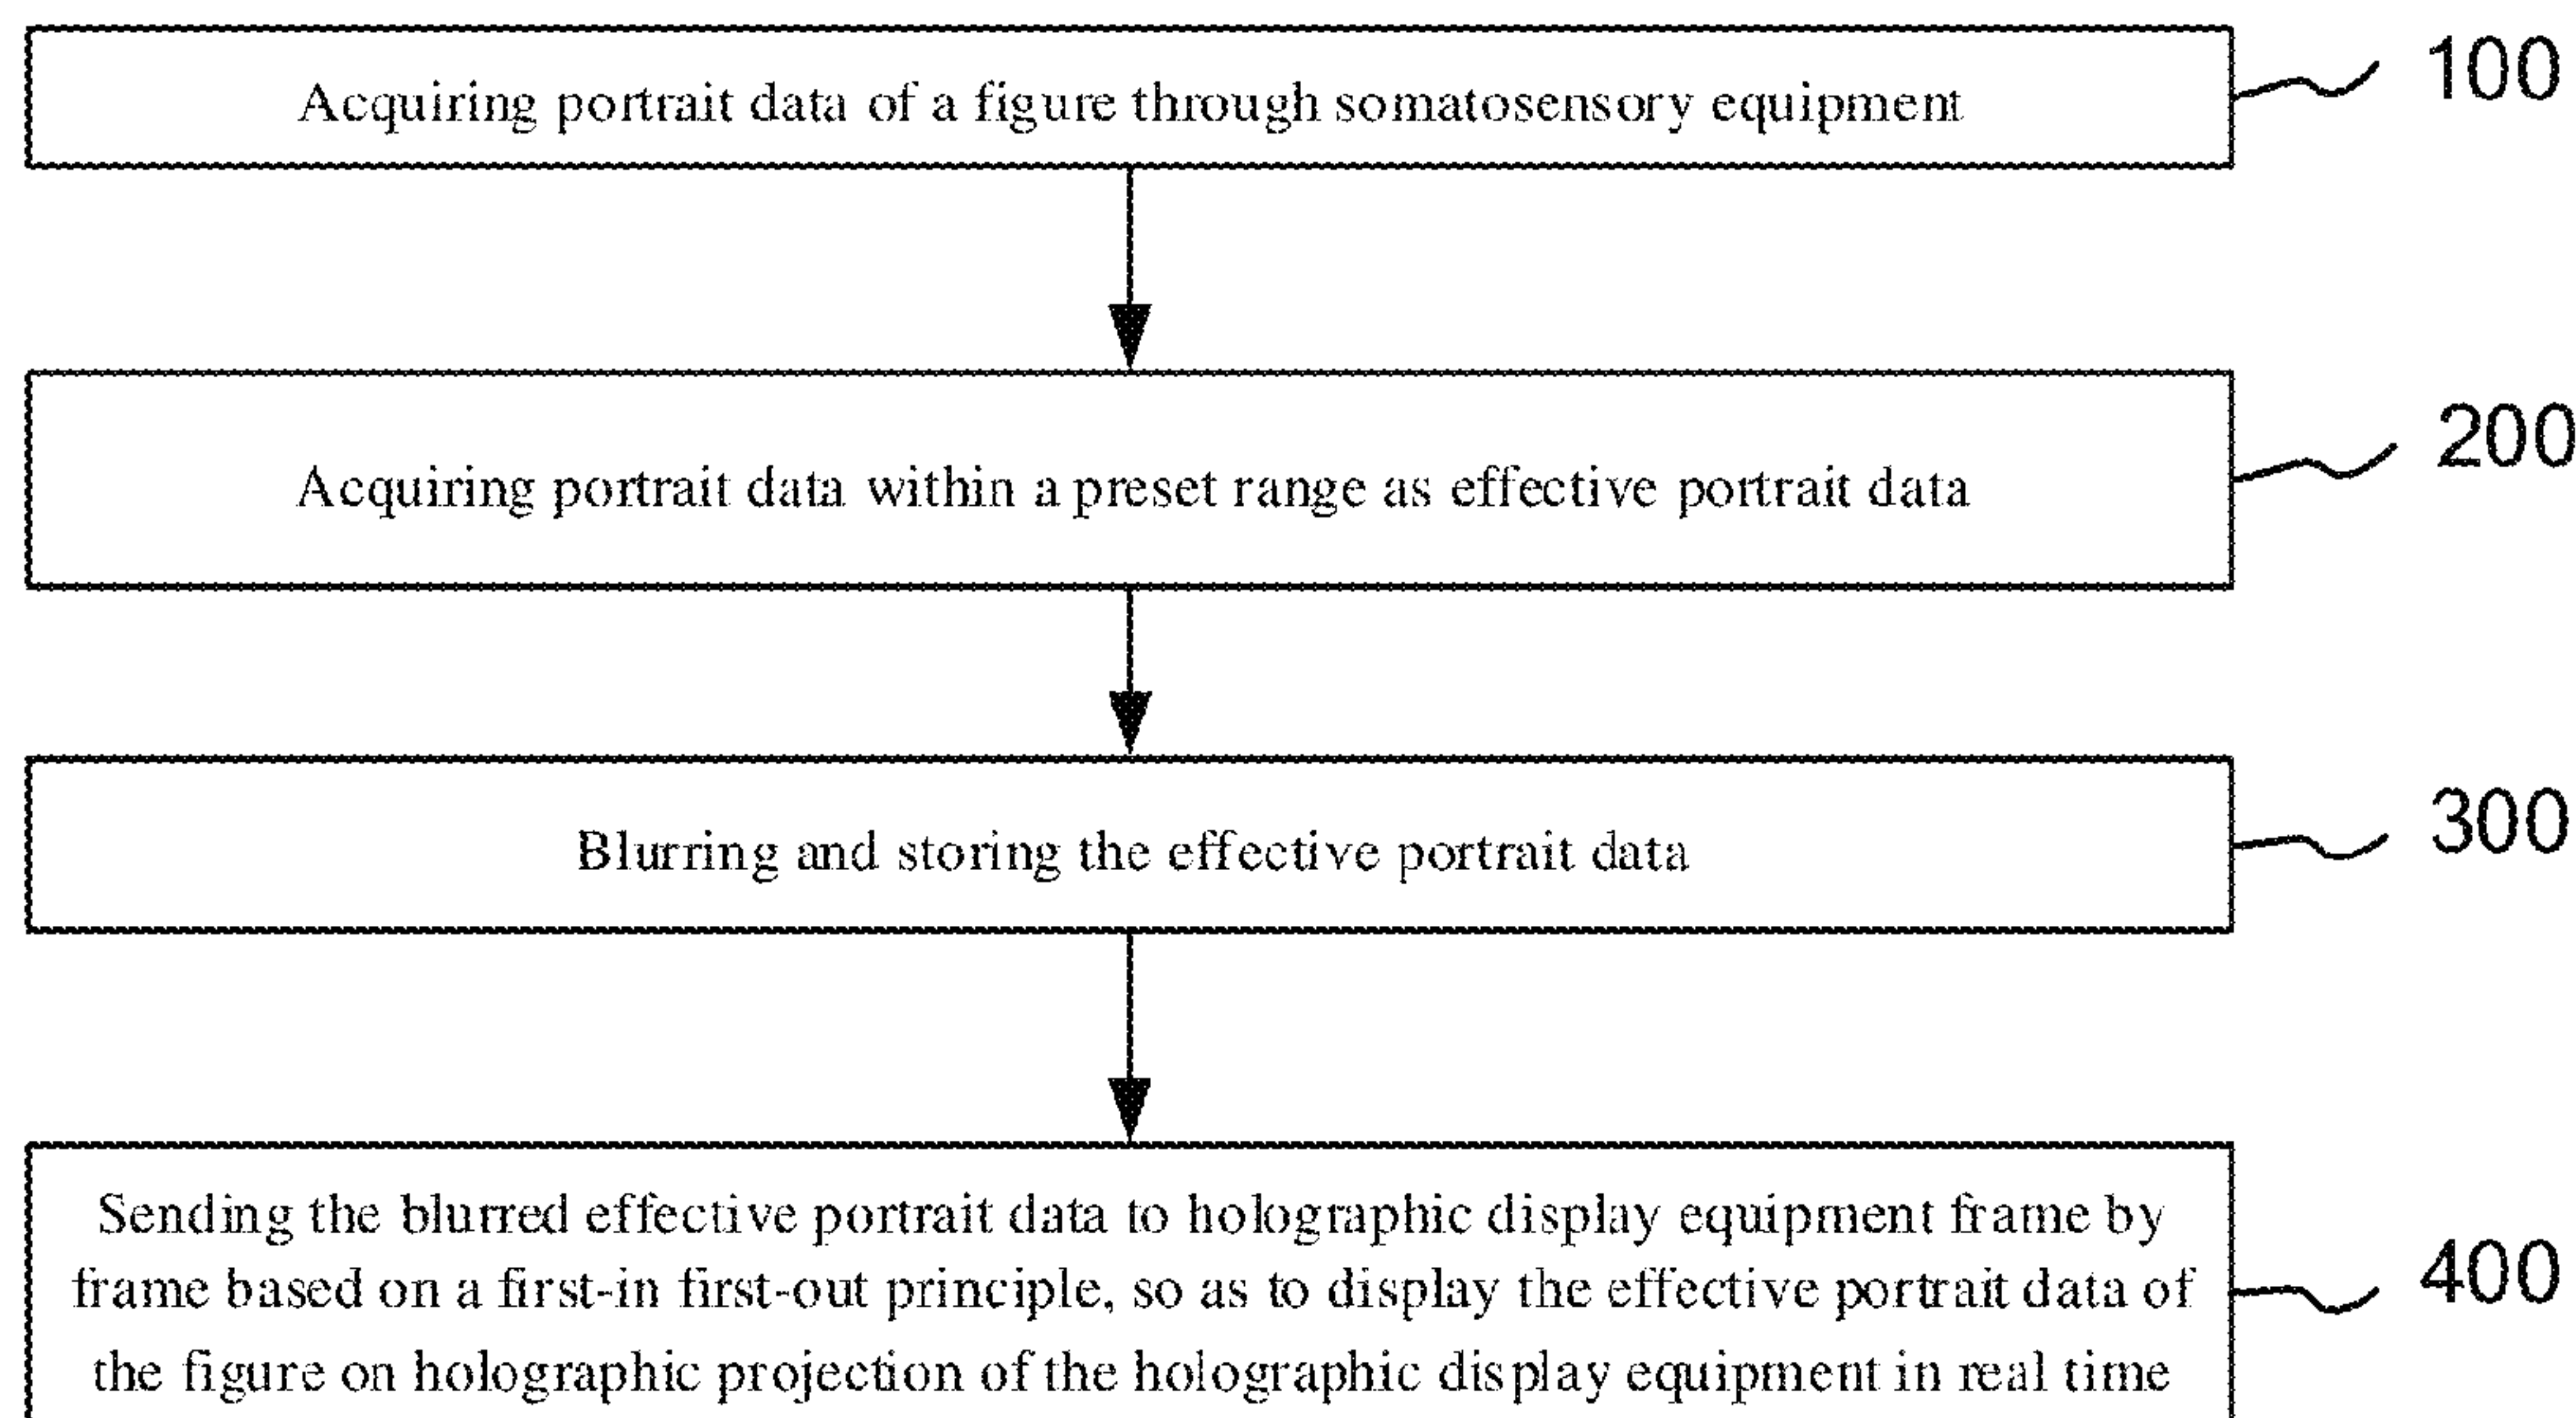 Acquiring portrait data of a figure through somatosensory equipment
100
Acquiring portrait data within a preset range as effective portrait data
200
Blurring and storing the effective portrait data
300
Sending the blurred effective portrait data to holographic display equipment frame by
frame based on a first-in first-out principle, so as to display the effective portrait data of
the figure on holographic projection of the holographic display equipment in real time
400